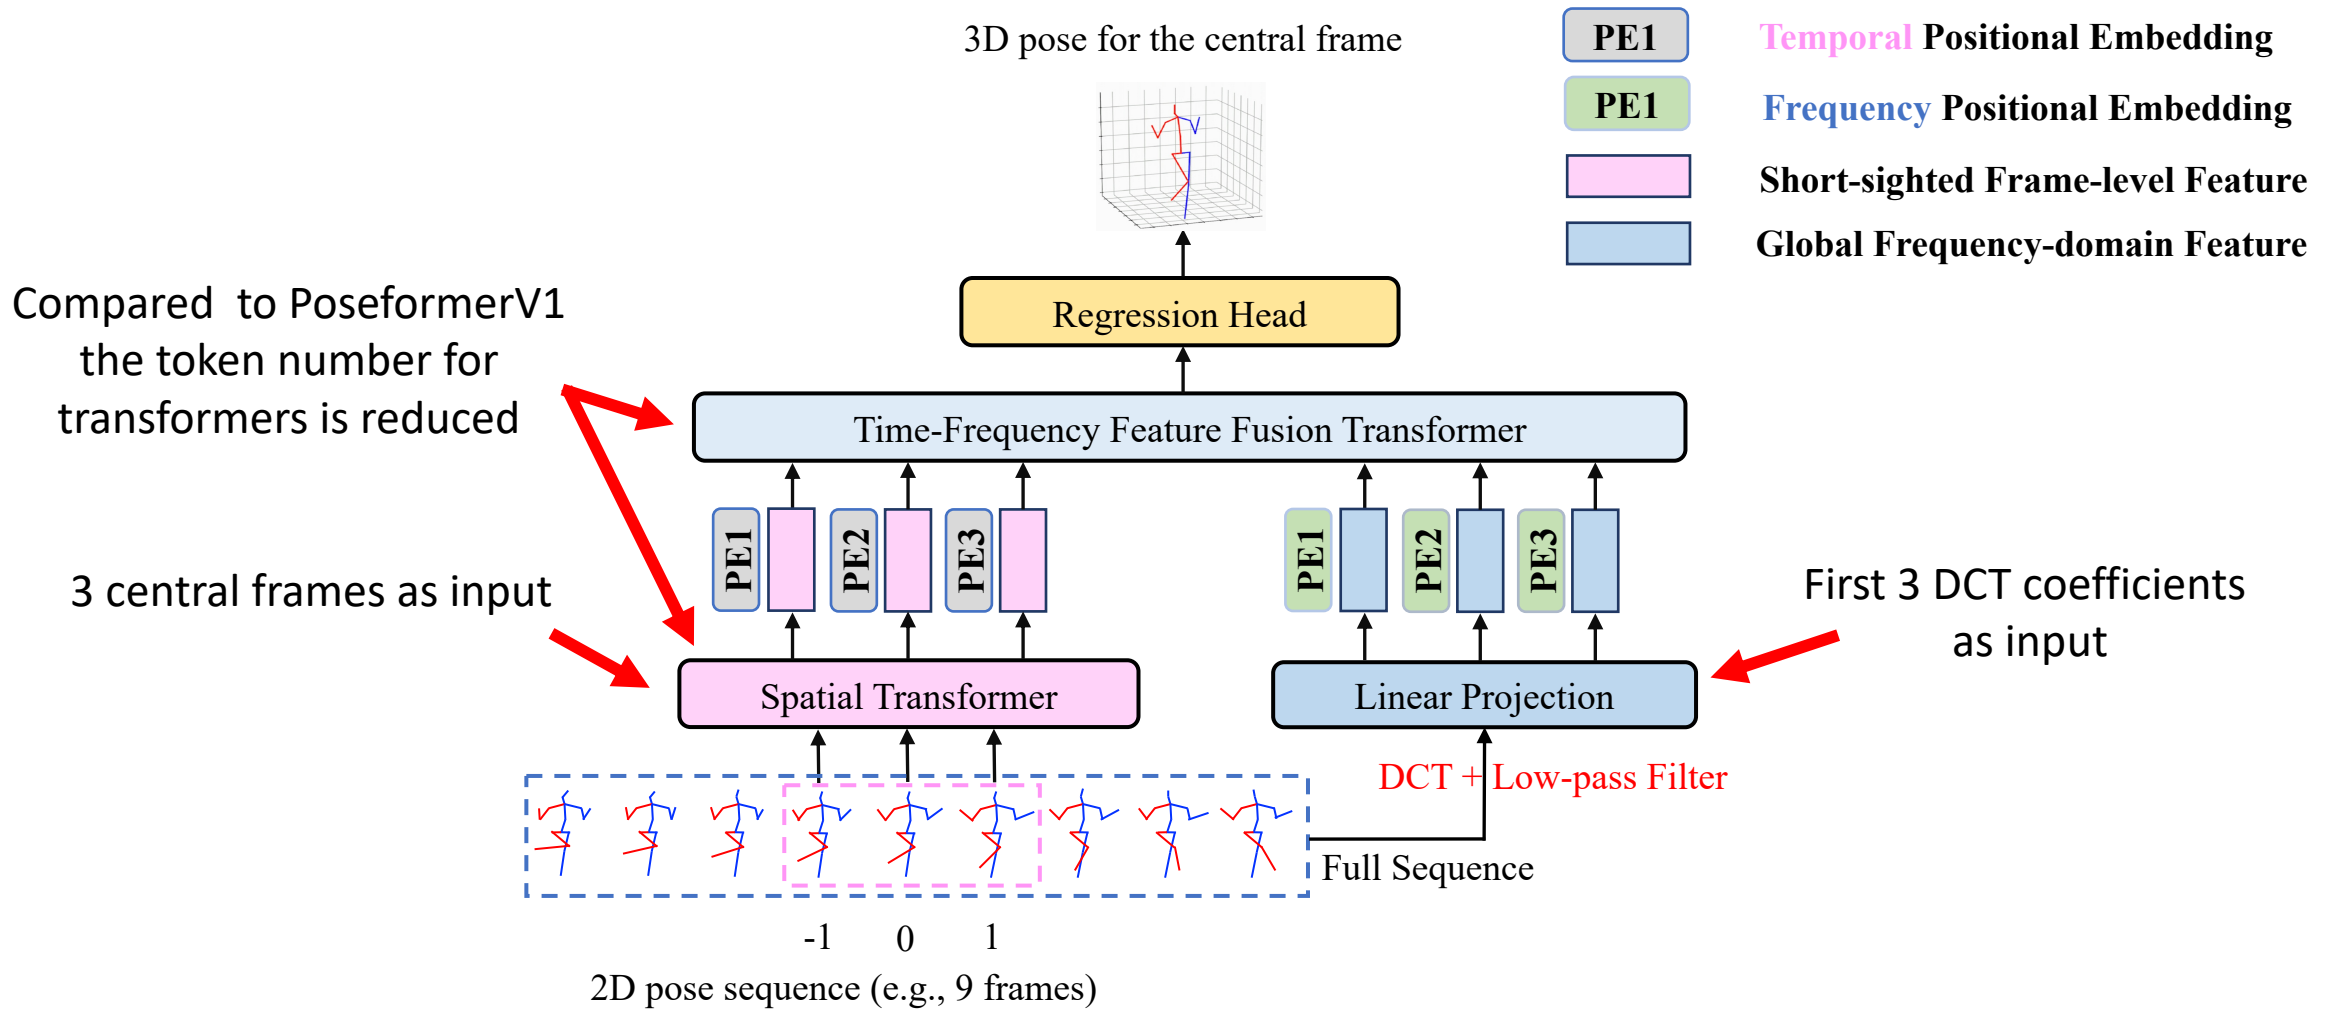 3D pose for the central frame
PE1
Temporal Positional Embedding
PE1
Frequency Positional Embedding
Short-sighted Frame-level Feature
Global Frequency-domain Feature
Regression Head
Compared to PoseformerV1
the token number for
transformers is reduced
Time-Frequency Feature Fusion Transformer
PE1
PE2
PE3
PE1
PE2
PE3
3 central frames as input
First 3 DCT coefficients
as input
Spatial Transformer
Linear Projection
DCT + Low-pass Filter
Full Sequence
-1
0
1
2D pose sequence (e.g., 9 frames)